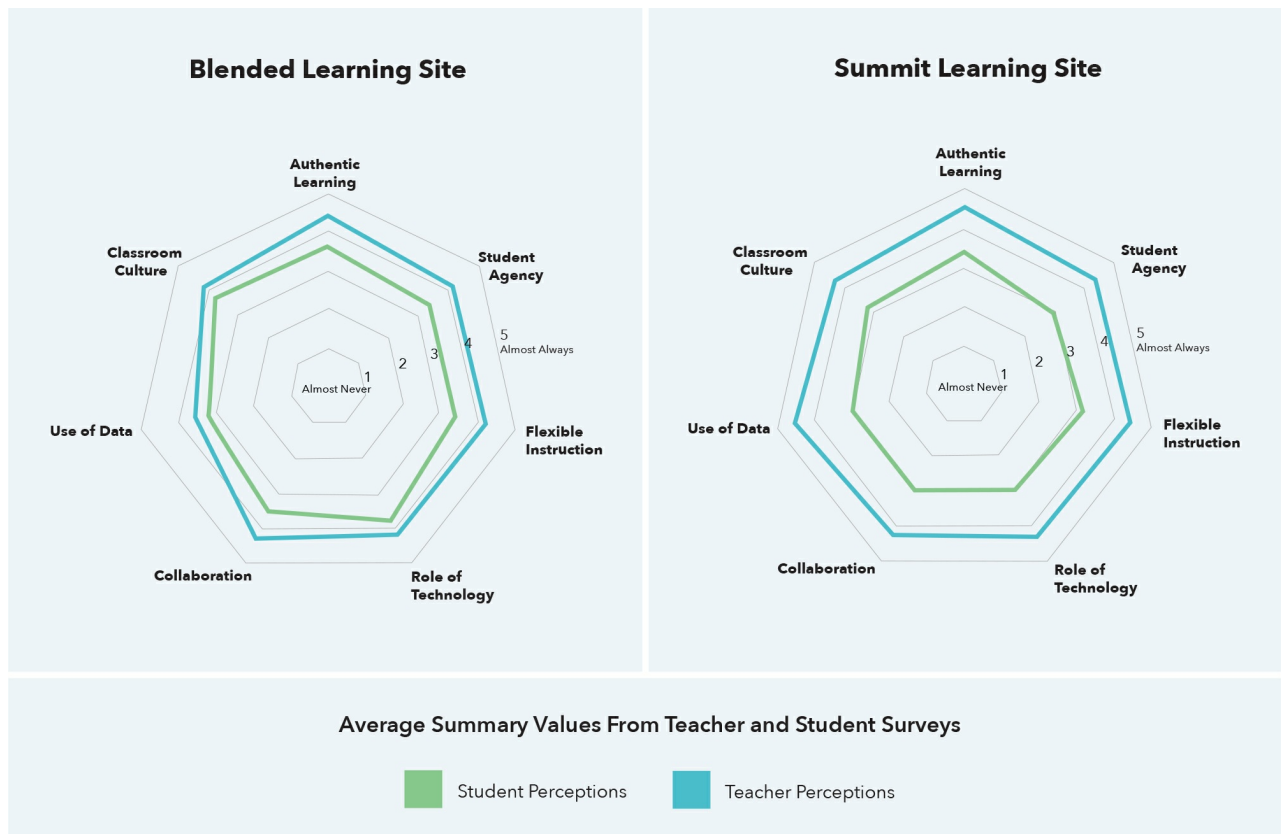 Blended Learning Site
Authentic
Learning
Classroom
Culture
Student
Agency
5
Almost Always
4
3
2
1
Almost Never
Use of Data
Flexible
Instruction
Collaboration
Role of
Technology
Summit Learning Site
Authentic
Learning
Classroom
Culture
Student
Agency
5
Almost Always
4
3
2
1
Almost Never
Use of Data
Flexible
Instruction
Collaboration
Role of
Technology
Average Summary Values From Teacher and Student Surveys
Student Perceptions
Teacher Perceptions